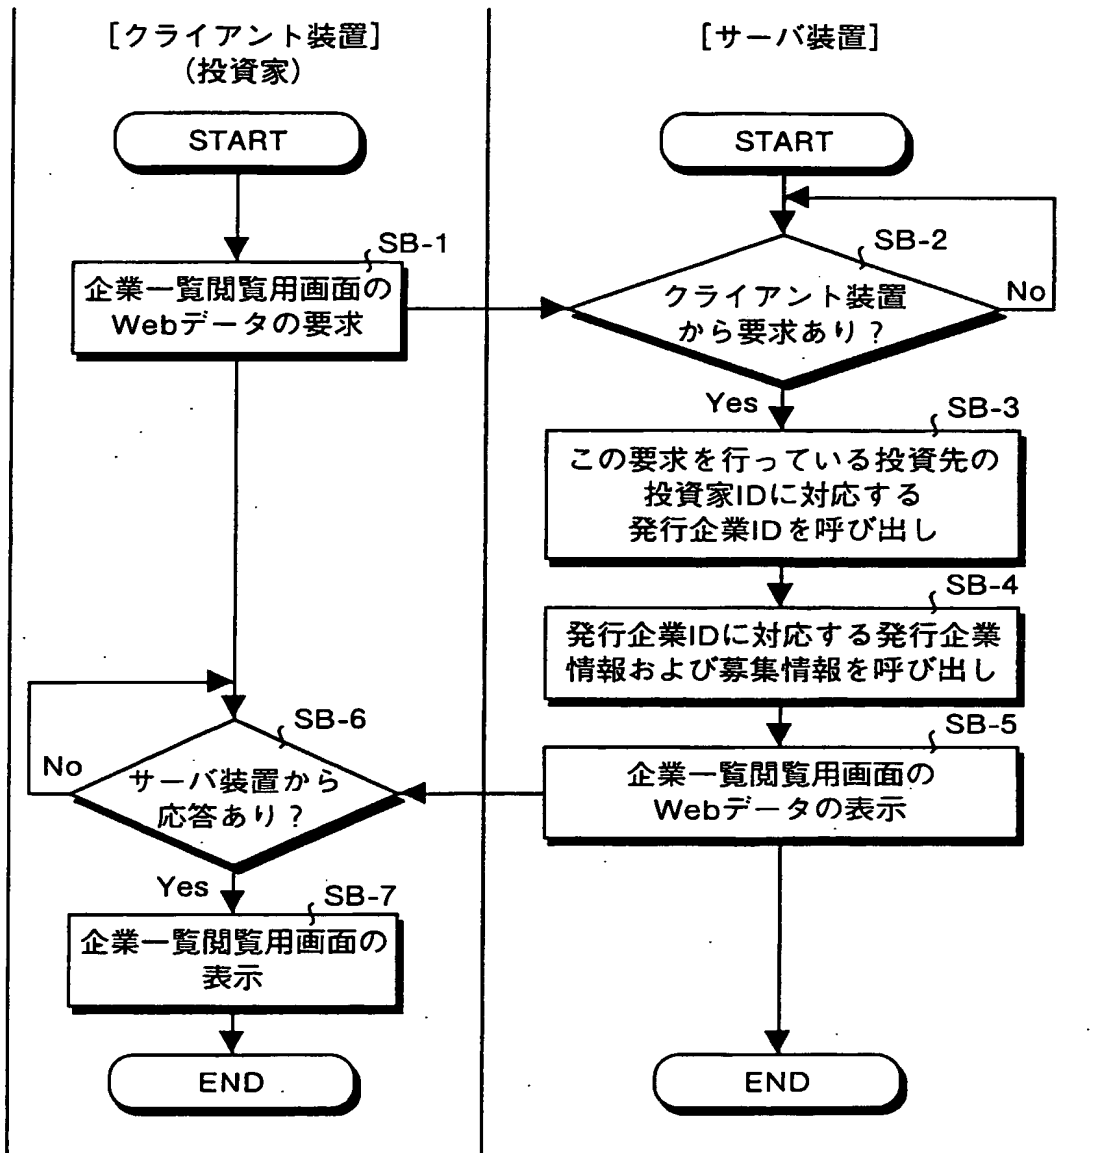 [クライアント装置]
(投資家)
START
SB-1
企業一覧閲覧用画面の
Webデータの要求
SB-6
サーバ装置から
応答あり？
No
Yes
SB-7
企業一覧閲覧用画面の
表示
END
[サーバ装置]
START
SB-2
クライアント装置
から要求あり？
No
Yes
SB-3
この要求を行っている投資先の
投資家IDに対応する
発行企業IDを呼び出し
SB-4
発行企業IDに対応する発行企業
情報および募集情報を呼び出し
SB-5
企業一覧閲覧用画面の
Webデータの表示
END